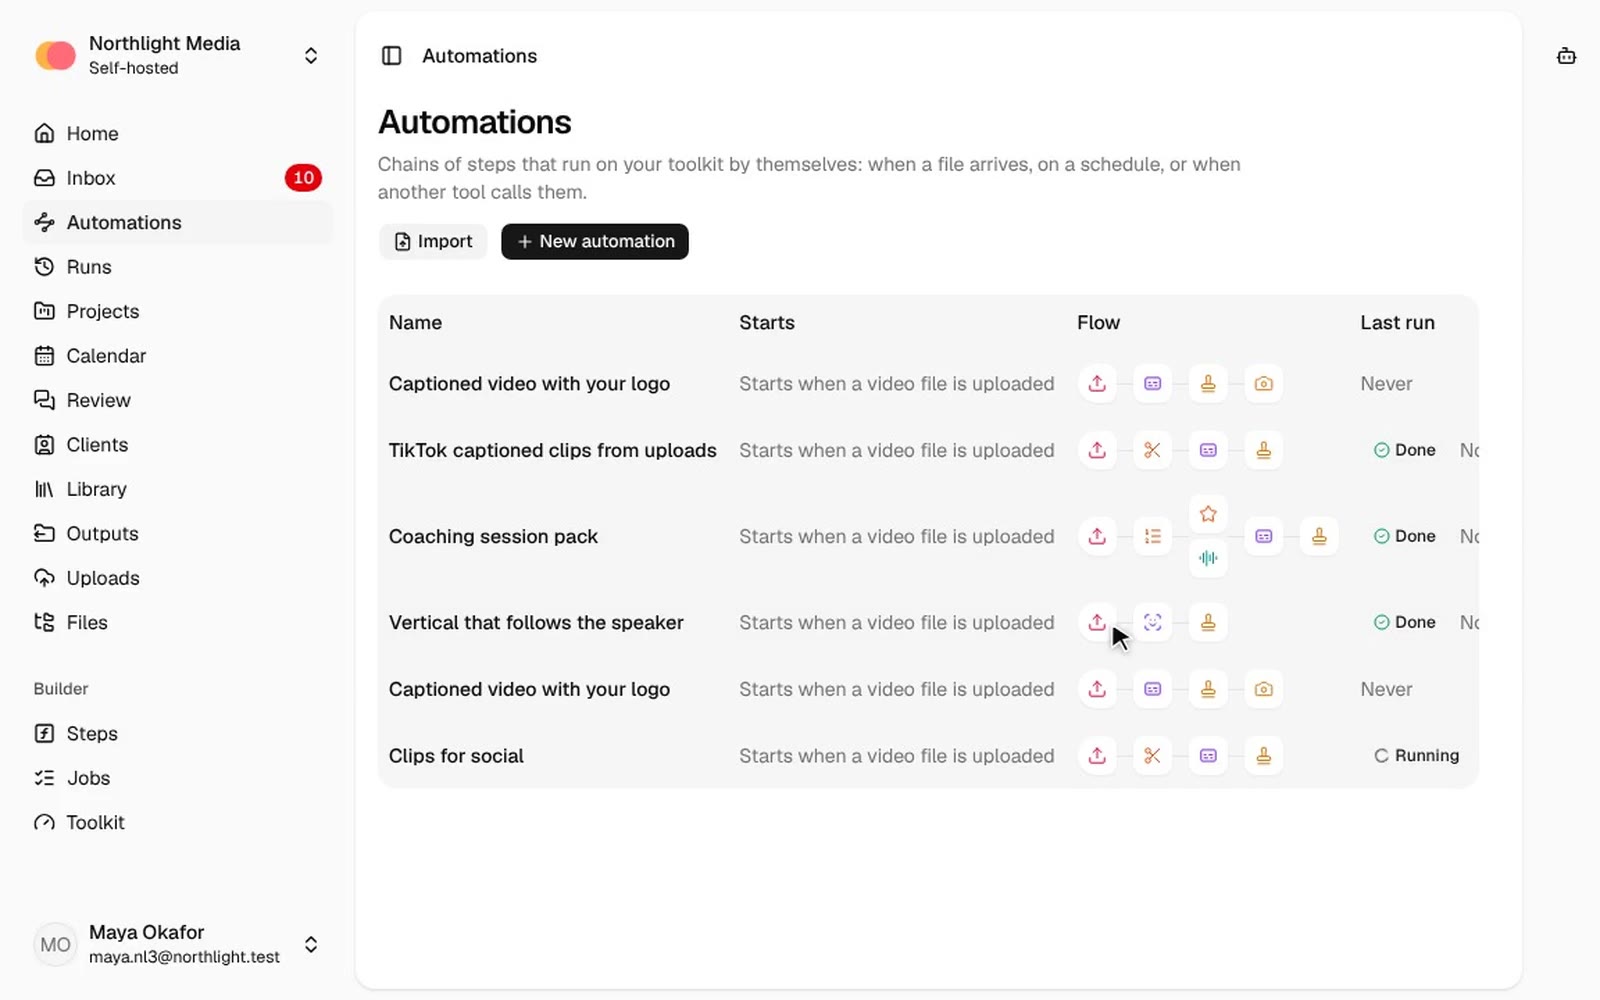 Northlight Media
Self-hosted
Home
Inbox 10
Automations
Runs
Projects
Calendar
Review
Clients
Library
Outputs
Uploads
Files
Builder
Steps
Jobs
Toolkit
MO
Maya Okafor
maya.nl3@northlight.test
Automations
Automations
Chains of steps that run on your toolkit by themselves: when a file arrives, on a schedule, or when
another tool calls them.
Import
New automation
Name Starts Flow Last run
Captioned video with your logo Starts when a video file is uploaded Never
TikTok captioned clips from uploads Starts when a video file is uploaded Done
Coaching session pack Starts when a video file is uploaded Done
Vertical that follows the speaker Starts when a video file is uploaded Done
Captioned video with your logo Starts when a video file is uploaded Never
Clips for social Starts when a video file is uploaded Running